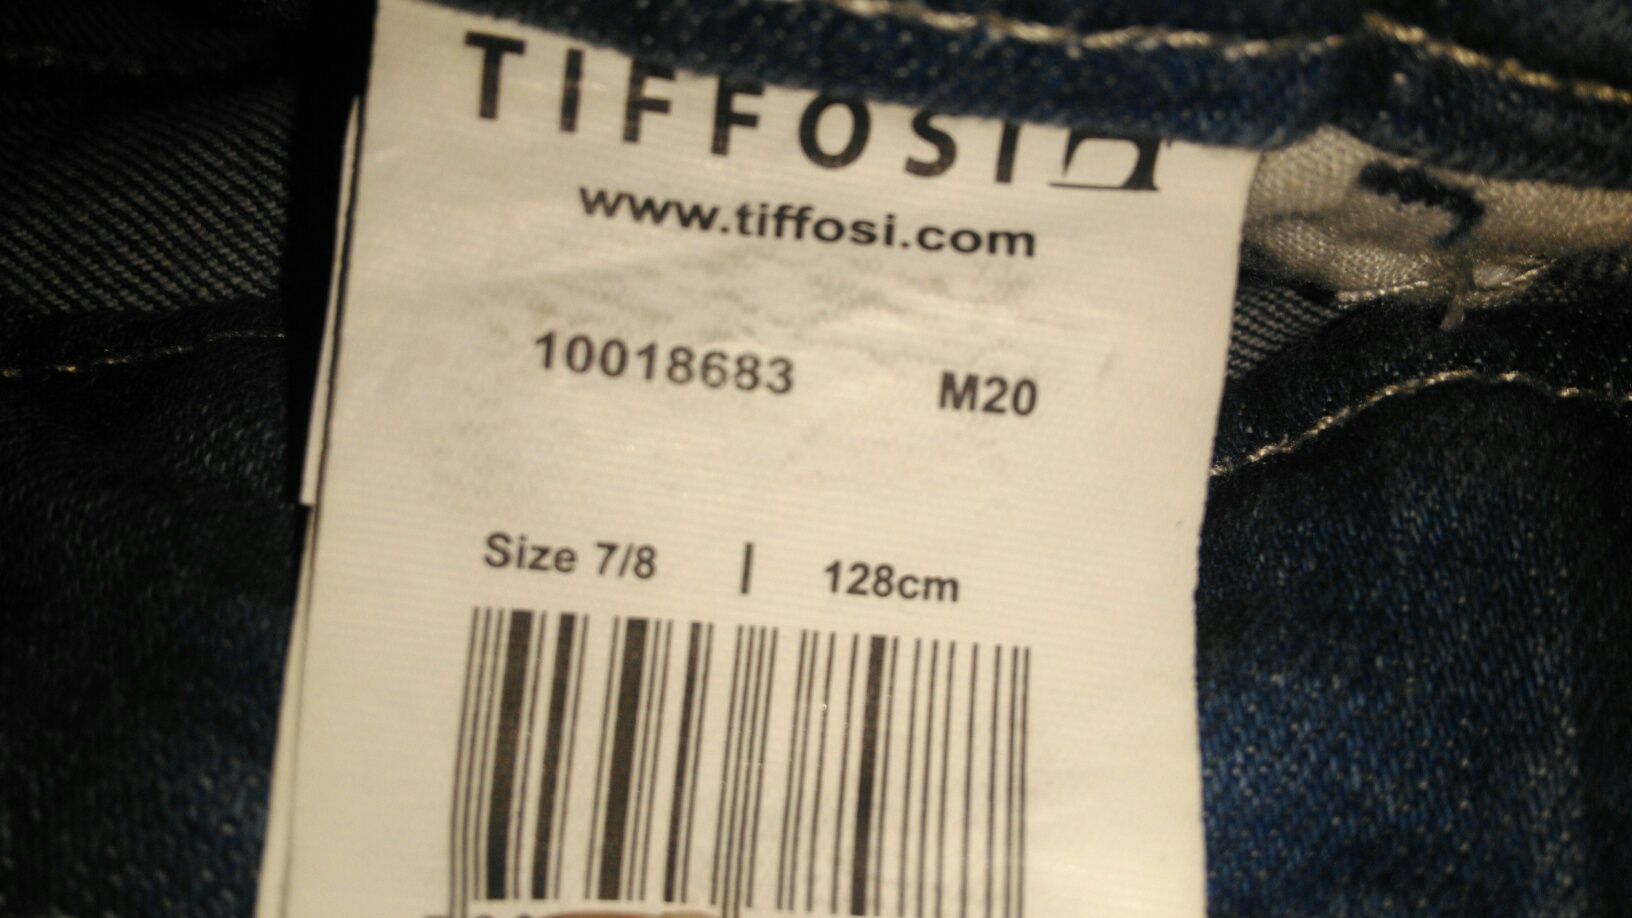 TIFFOSI
www.tiffosi.com
10018683 M20
Size 7/8 | 128cm